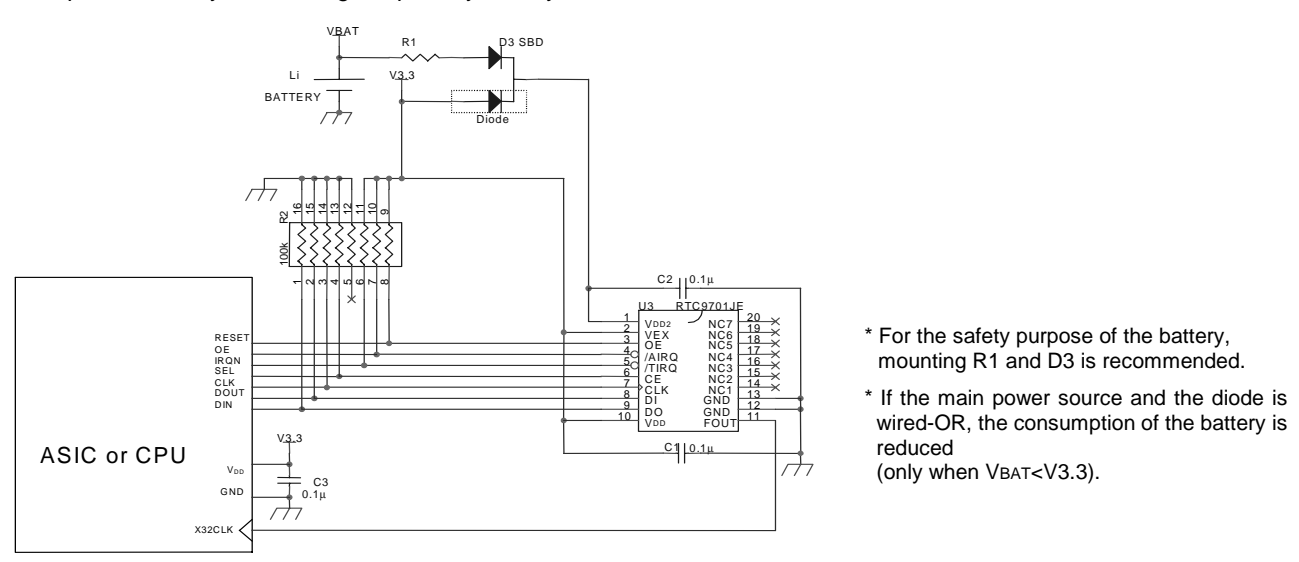 VBAT
R1
D3 SBD
Li
BATTERY
V3.3
Diode
16 15 14 13 12 11 10 9
R2
100k
1 2 3 4 5 6 7 8
C2 0.1µ
U3 RTC9701JE
1 VDD2 NC7 20
2 VEX NC6 19
3 OE NC5 18
4 /AIRQ NC4 17
5 /TIRQ NC3 16
6 CE NC2 15
7 CLK NC1 14
8 DI GND 13
9 DO GND 12
10 VDD FOUT 11
C1 0.1µ
RESET
OE
IRQN
SEL
CLK
DOUT
DIN
ASIC or CPU
V3.3
VDD
C3
0.1µ
GND
X32CLK
* For the safety purpose of the battery,
mounting R1 and D3 is recommended.
* If the main power source and the diode is
wired-OR, the consumption of the battery is
reduced
(only when VBAT<V3.3).